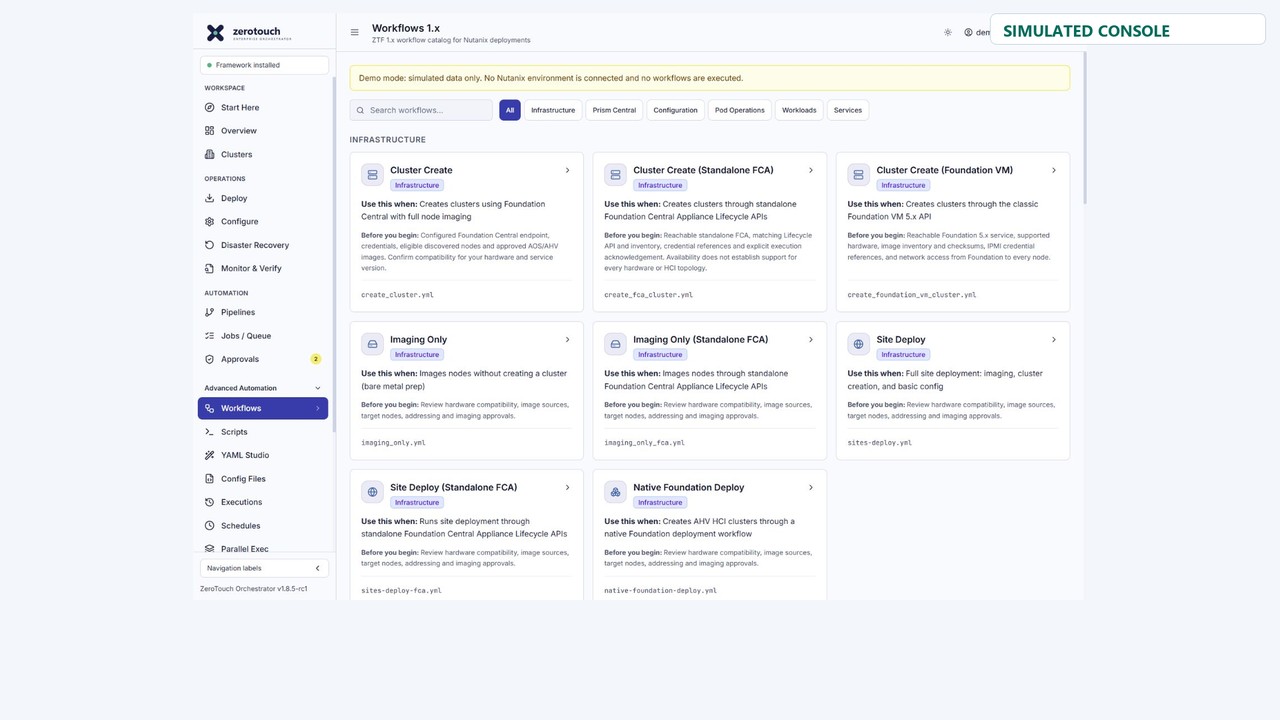 zerotouch
ENTERPRISE ORCHESTRATOR
Framework installed
WORKSPACE
Start Here
Overview
Clusters
OPERATIONS
Deploy
Configure
Disaster Recovery
Monitor & Verify
AUTOMATION
Pipelines
Jobs / Queue
Approvals
2
Advanced Automation
Workflows
Scripts
YAML Studio
Config Files
Executions
Schedules
Parallel Exec
Navigation labels
ZeroTouch Orchestrator v1.8.5-rc1
Workflows 1.x
ZTF 1.x workflow catalog for Nutanix deployments
SIMULATED CONSOLE
Demo mode: simulated data only. No Nutanix environment is connected and no workflows are executed.
Search workflows...
All
Infrastructure
Prism Central
Configuration
Pod Operations
Workloads
Services
INFRASTRUCTURE
Cluster Create
Infrastructure
Use this when: Creates clusters using Foundation
Central with full node imaging
Before you begin: Configured Foundation Central endpoint,
credentials, eligible discovered nodes and approved AOS/AHV
images. Confirm compatibility for your hardware and service
version.
create_cluster.yml
Cluster Create (Standalone FCA)
Infrastructure
Use this when: Creates clusters through standalone
Foundation Central Appliance Lifecycle APIs
Before you begin: Reachable standalone FCA, matching Lifecycle
API and inventory, credential references and explicit execution
acknowledgement. Availability does not establish support for
every hardware or HCI topology.
create_fca_cluster.yml
Cluster Create (Foundation VM)
Infrastructure
Use this when: Creates clusters through the classic
Foundation VM 5.x API
Before you begin: Reachable Foundation 5.x service, supported
hardware, image inventory and checksums, IPMI credential
references, and network access from Foundation to every node.
create_foundation_vm_cluster.yml
Imaging Only
Infrastructure
Use this when: Images nodes without creating a cluster
(bare metal prep)
Before you begin: Review hardware compatibility, image sources,
target nodes, addressing and imaging approvals.
imaging_only.yml
Imaging Only (Standalone FCA)
Infrastructure
Use this when: Images nodes through standalone
Foundation Central Appliance Lifecycle APIs
Before you begin: Review hardware compatibility, image sources,
target nodes, addressing and imaging approvals.
imaging_only_fca.yml
Site Deploy
Infrastructure
Use this when: Full site deployment: imaging, cluster
creation, and basic config
Before you begin: Review hardware compatibility, image sources,
target nodes, addressing and imaging approvals.
sites-deploy.yml
Site Deploy (Standalone FCA)
Infrastructure
Use this when: Runs site deployment through
standalone Foundation Central Appliance Lifecycle APIs
Before you begin: Review hardware compatibility, image sources,
target nodes, addressing and imaging approvals.
sites-deploy-fca.yml
Native Foundation Deploy
Infrastructure
Use this when: Creates AHV HCI clusters through a
native Foundation deployment workflow
Before you begin: Review hardware compatibility, image sources,
target nodes, addressing and imaging approvals.
native-foundation-deploy.yml